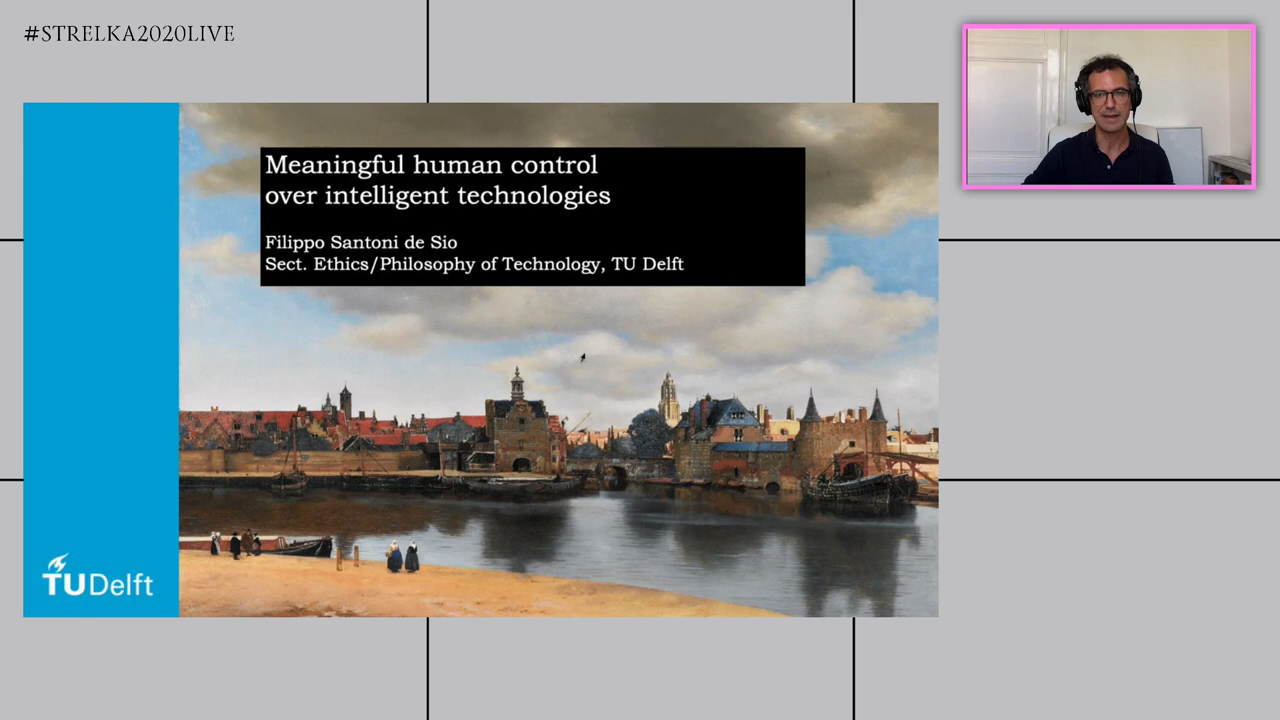 #STRELKA2020LIVE
Meaningful human control
over intelligent technologies
Filippo Santoni de Sio
Sect. Ethics/Philosophy of Technology, TU Delft
TUDelft